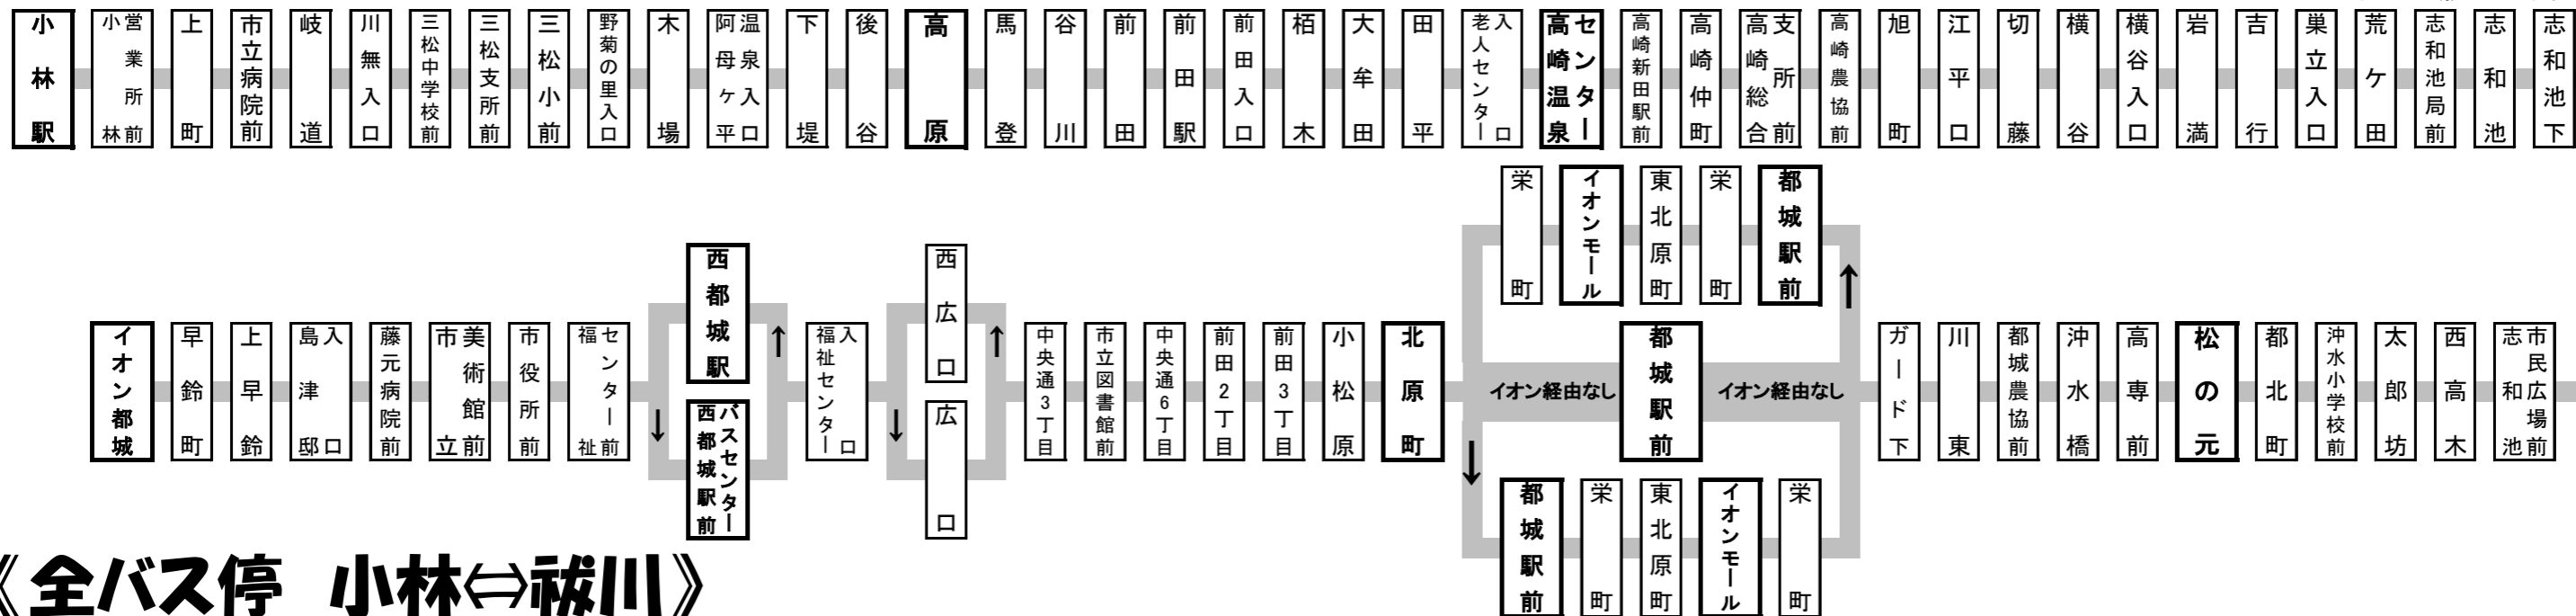 小林駅
小林営業所前
上町
市立病院前
岐道
川無入口
三松中学校前
三松支所前
三松小前
野菊の里入口
木場
阿母ケ平温泉入口
下堤
後谷
高原
馬登
谷川
前田
前田駅
前田入口
栢木
大牟田
田平
老人センター入口
高崎温泉センター
高崎新田駅前
高崎仲町
高崎総合支所前
高崎農協前
旭町
江平口
切藤
横谷
横谷入口
岩満
吉行
巣立入口
荒ケ田
志和池局前
志和池
志和池下
栄町
イオンモール
東北原町
栄町
都城駅前
↑
イオン都城
早鈴町
上早鈴
島津邸入口
藤元病院前
市立美術館前
市役所前
福祉センター前
↓
西都城駅
西都城駅前バスセンター
↑
福祉センター入口
↓
西広口
広口
↑
中央通3丁目
市立図書館前
中央通6丁目
前田2丁目
前田3丁目
小松原
北原町
↓
イオン経由なし
都城駅前
イオン経由なし
ガード下
川東
都城農協前
沖水橋
高専前
松の元
都北町
沖水小学校前
太郎坊
西高木
志和池市民広場前
都城駅前
栄町
東北原町
イオンモール
栄町
《全バス停 小林⇔祓川》